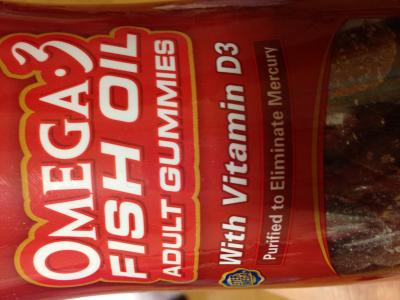 OMEGA-3
FISH OIL
ADULT GUMMIES
With Vitamin D3
Purified to Eliminate Mercury